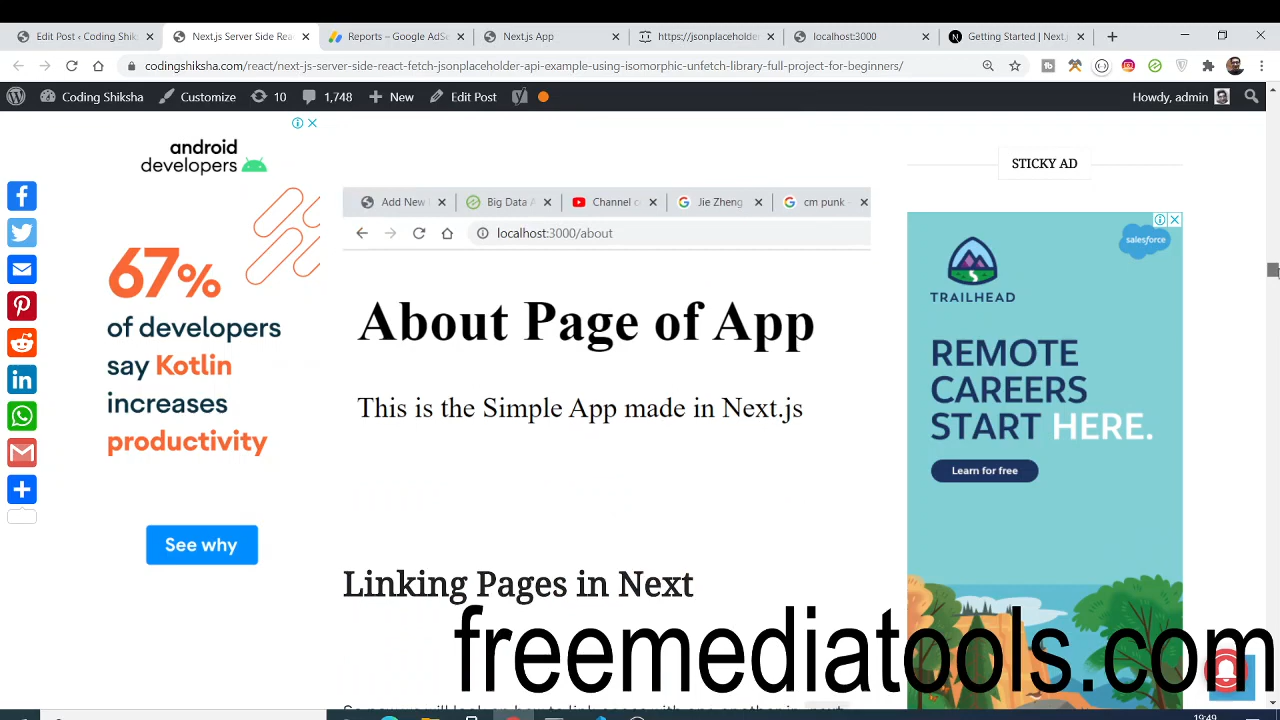 Edit Post ‹ Coding Shik
Next.js Server Side Rea
Reports – Google AdSe
Next.js App
https://jsonplaceholder
localhost:3000
Getting Started | Next.j
codingshiksha.com/react/next-js-server-side-react-fetch-jsonplaceholder-api-example-using-isomorphic-unfetch-library-full-project-for-beginners/
Coding Shiksha
Customize
10
1,748
New
Edit Post
Howdy, admin
android
developers
67%
of developers
say Kotlin
increases
productivity
See why
Add New
Big Data A
Channel c
Jie Zheng
cm punk
localhost:3000/about
About Page of App
This is the Simple App made in Next.js
Linking Pages in Next
STICKY AD
salesforce
TRAILHEAD
REMOTE
CAREERS
START HERE.
Learn for free
freemediatools.com